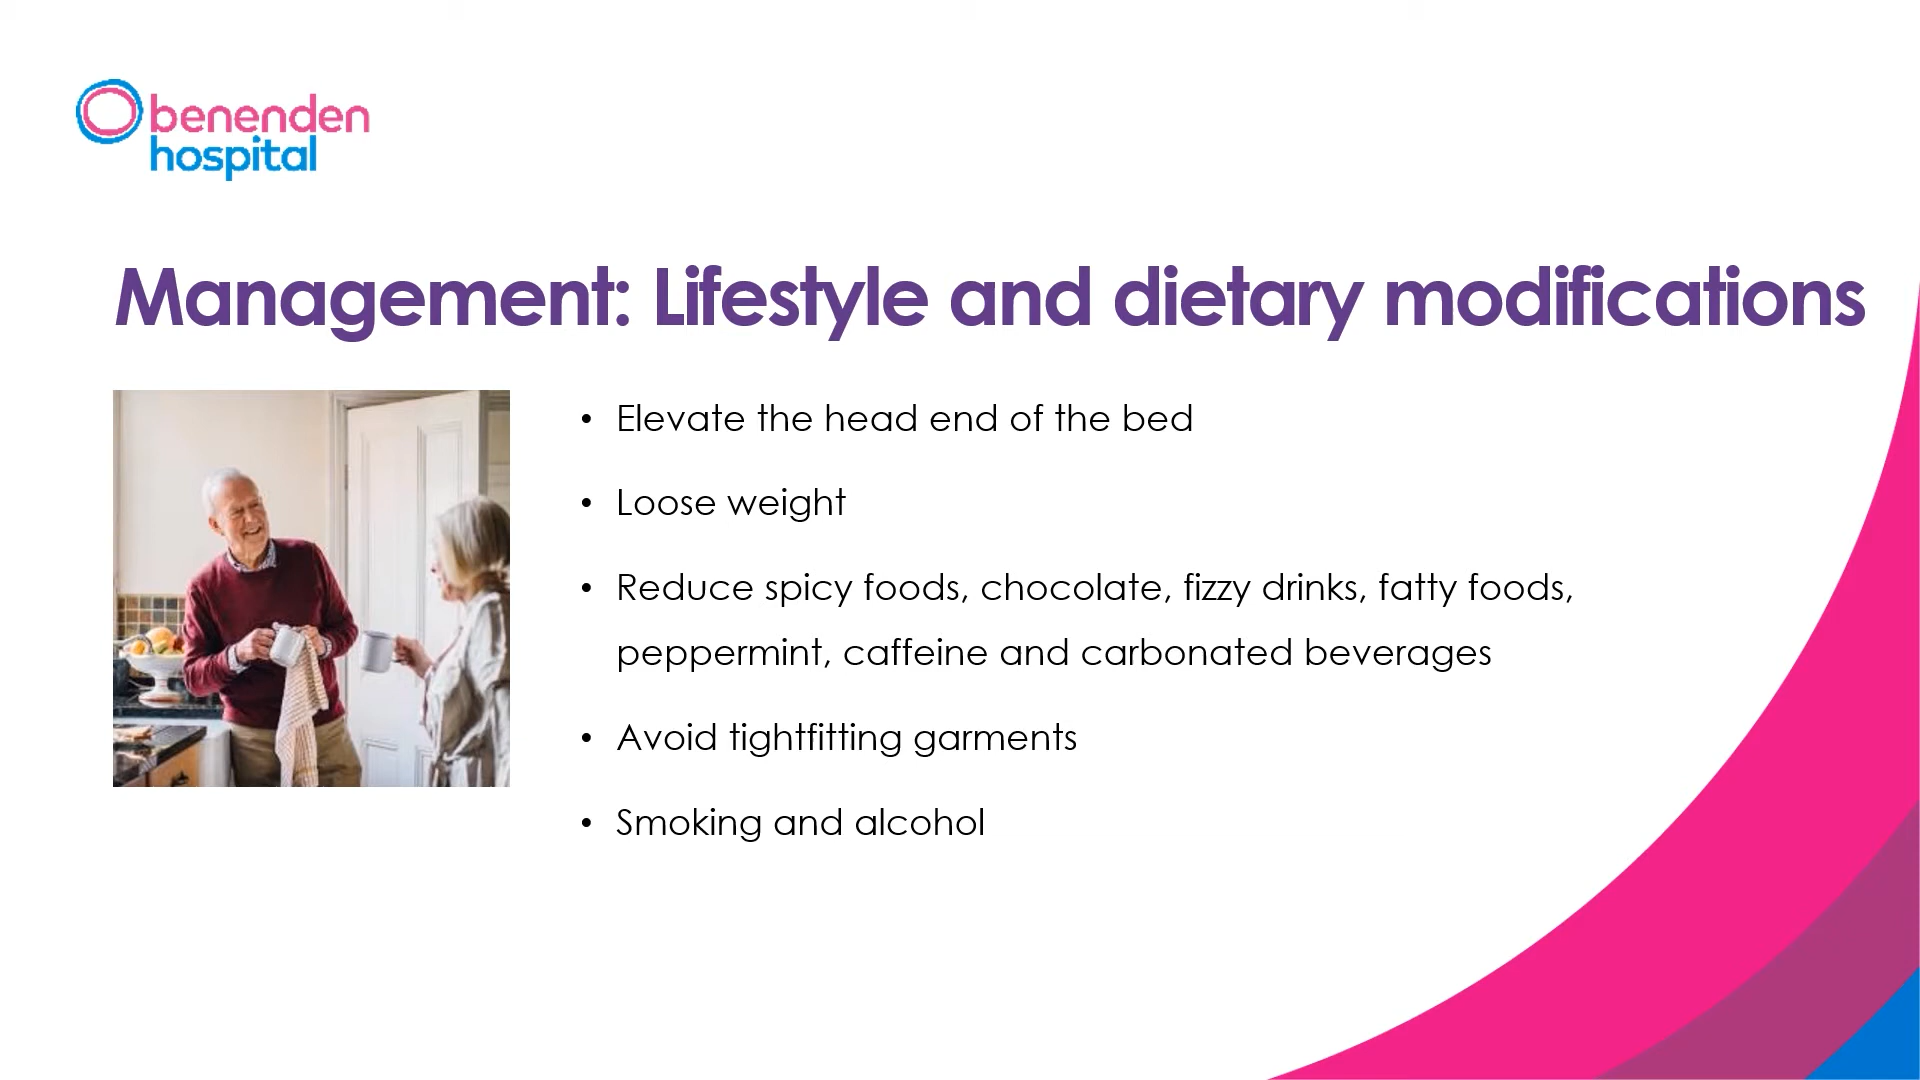 benenden
hospital
Management: Lifestyle and dietary modifications
• Elevate the head end of the bed
• Loose weight
• Reduce spicy foods, chocolate, fizzy drinks, fatty foods,
peppermint, caffeine and carbonated beverages
• Avoid tightfitting garments
• Smoking and alcohol